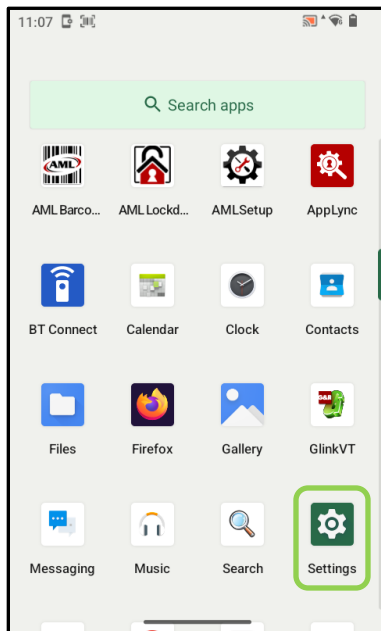 11:07
Search apps
AML
AML Barco... AML Lockd... AMLSetup AppLync
BT Connect Calendar Clock Contacts
Files Firefox Gallery GlinkVT
Messaging Music Search Settings